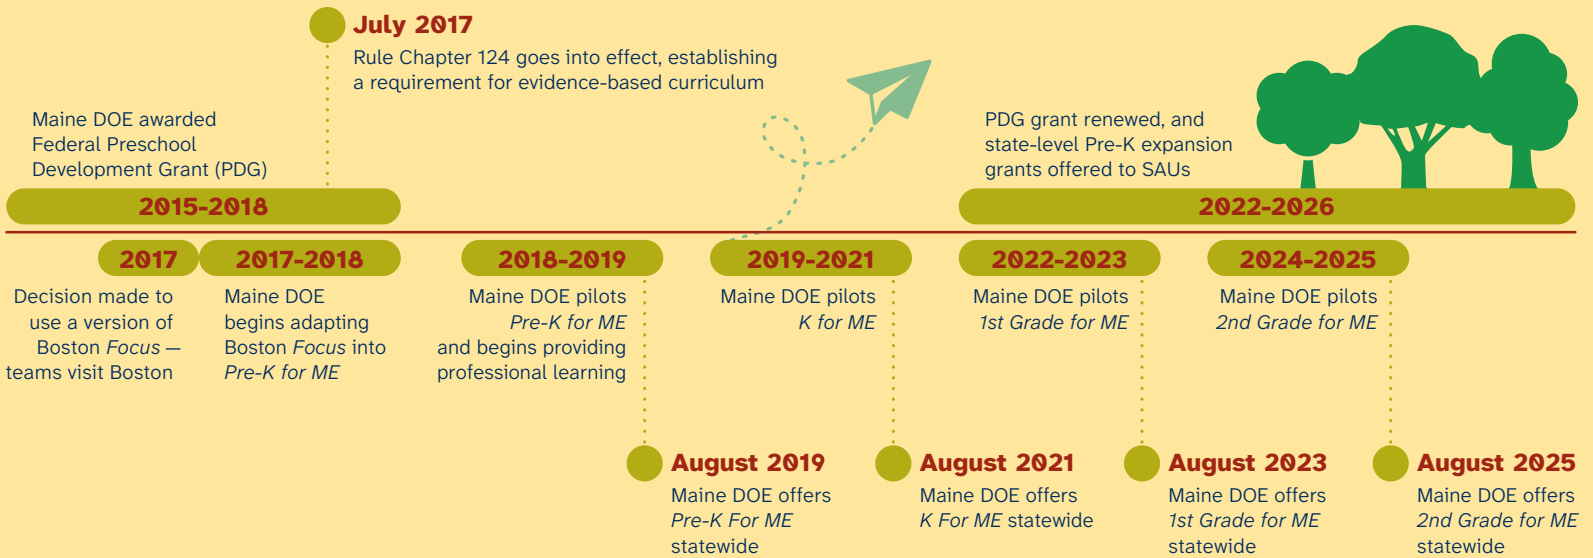 July 2017
Rule Chapter 124 goes into effect, establishing
a requirement for evidence-based curriculum
Maine DOE awarded
Federal Preschool
Development Grant (PDG)
PDG grant renewed, and
state-level Pre-K expansion
grants offered to SAUs
2015-2018
2022-2026
2017
Decision made to
use a version of
Boston Focus —
teams visit Boston
2017-2018
Maine DOE
begins adapting
Boston Focus into
Pre-K for ME
2018-2019
Maine DOE pilots
Pre-K for ME
and begins providing
professional learning
2019-2021
Maine DOE pilots
K for ME
2022-2023
Maine DOE pilots
1st Grade for ME
2024-2025
Maine DOE pilots
2nd Grade for ME
August 2019
Maine DOE offers
Pre-K For ME
statewide
August 2021
Maine DOE offers
K For ME statewide
August 2023
Maine DOE offers
1st Grade for ME
statewide
August 2025
Maine DOE offers
2nd Grade for ME
statewide